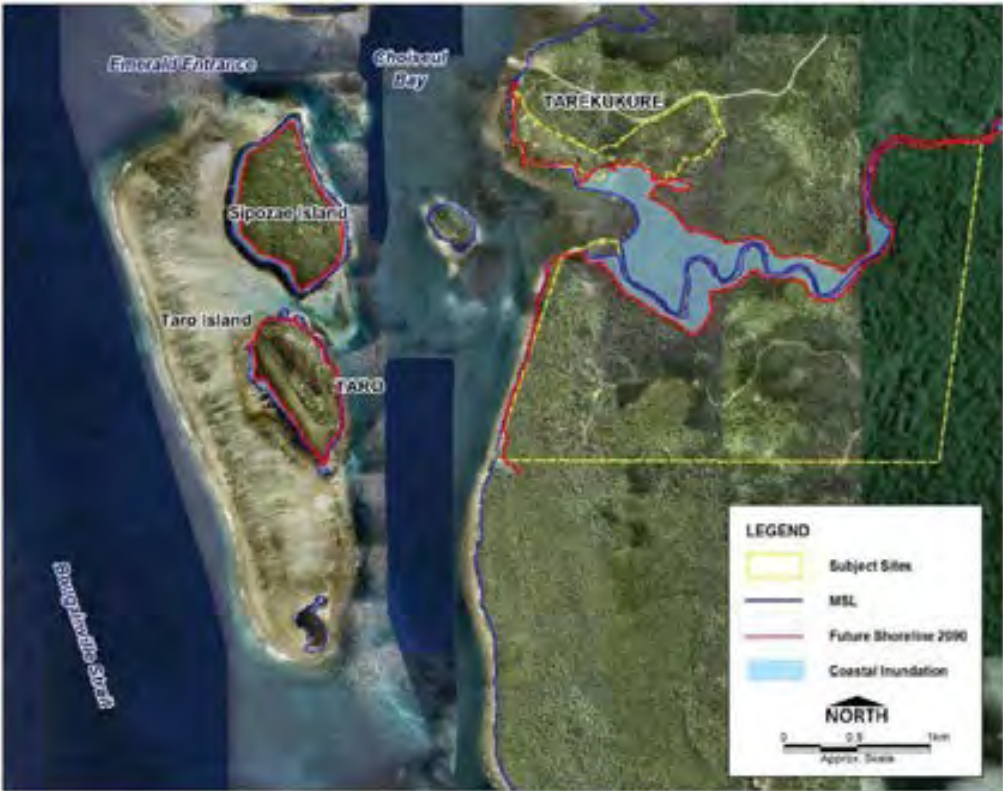 Emerald Entrance
Choiseul
Bay
TAREKUKURE
Sipozae Island
Taro Island
TARO
Bougainville Strait
LEGEND
Subject Sites
MSL
Future Shoreline 2090
Coastal Inundation
NORTH
0 0.5 1km
Approx. Scale